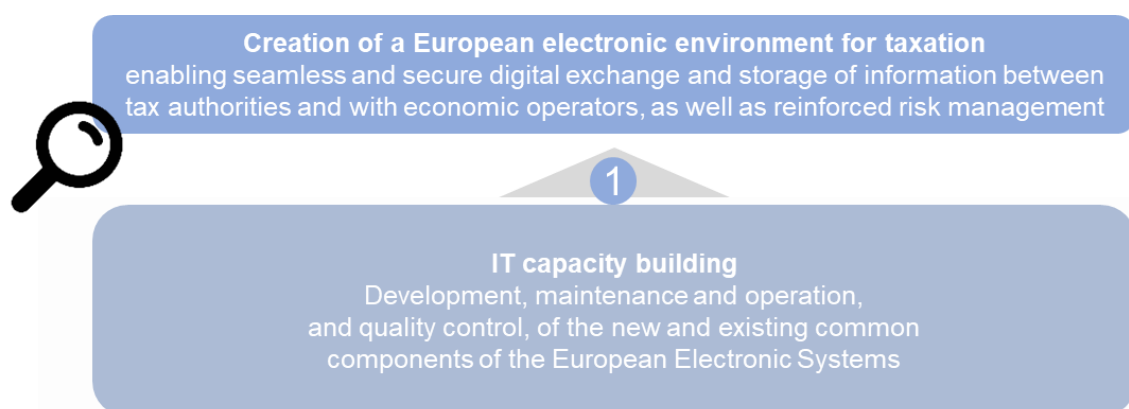 Creation of a European electronic environment for taxation
enabling seamless and secure digital exchange and storage of information between
tax authorities and with economic operators, as well as reinforced risk management
1
IT capacity building
Development, maintenance and operation,
and quality control, of the new and existing common
components of the European Electronic Systems